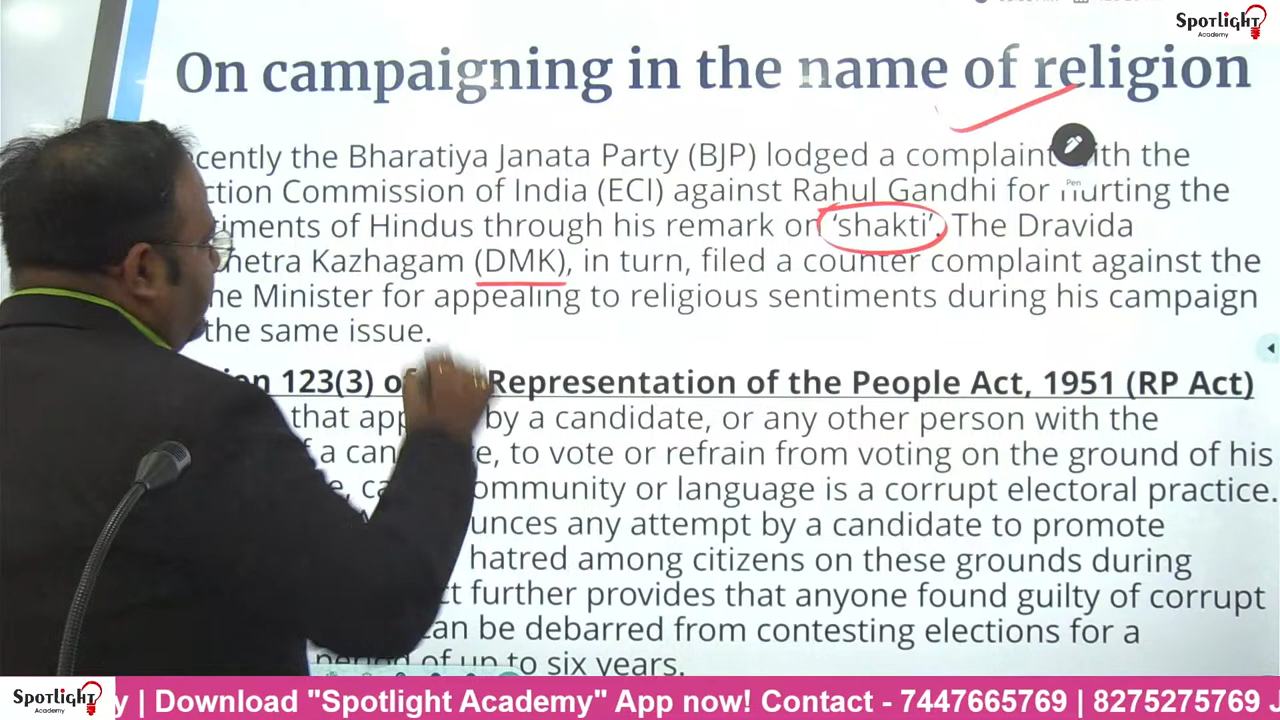 Spotlight
Academy
On campaigning in the name of religion
cently the Bharatiya Janata Party (BJP) lodged a complaint with the
ction Commission of India (ECI) against Rahul Gandhi for hurting the
iments of Hindus through his remark on 'shakti'. The Dravida
netra Kazhagam (DMK), in turn, filed a counter complaint against the
ne Minister for appealing to religious sentiments during his campaign
the same issue.
Pen
ion 123(3) of Representation of the People Act, 1951 (RP Act)
that app by a candidate, or any other person with the
f a can e, to vote or refrain from voting on the ground of his
e, ca ommunity or language is a corrupt electoral practice.
unces any attempt by a candidate to promote
hatred among citizens on these grounds during
ct further provides that anyone found guilty of corrupt
can be debarred from contesting elections for a
period of up to six years.
Spotlight
Academy
y | Download "Spotlight Academy" App now! Contact - 7447665769 | 8275275769 J